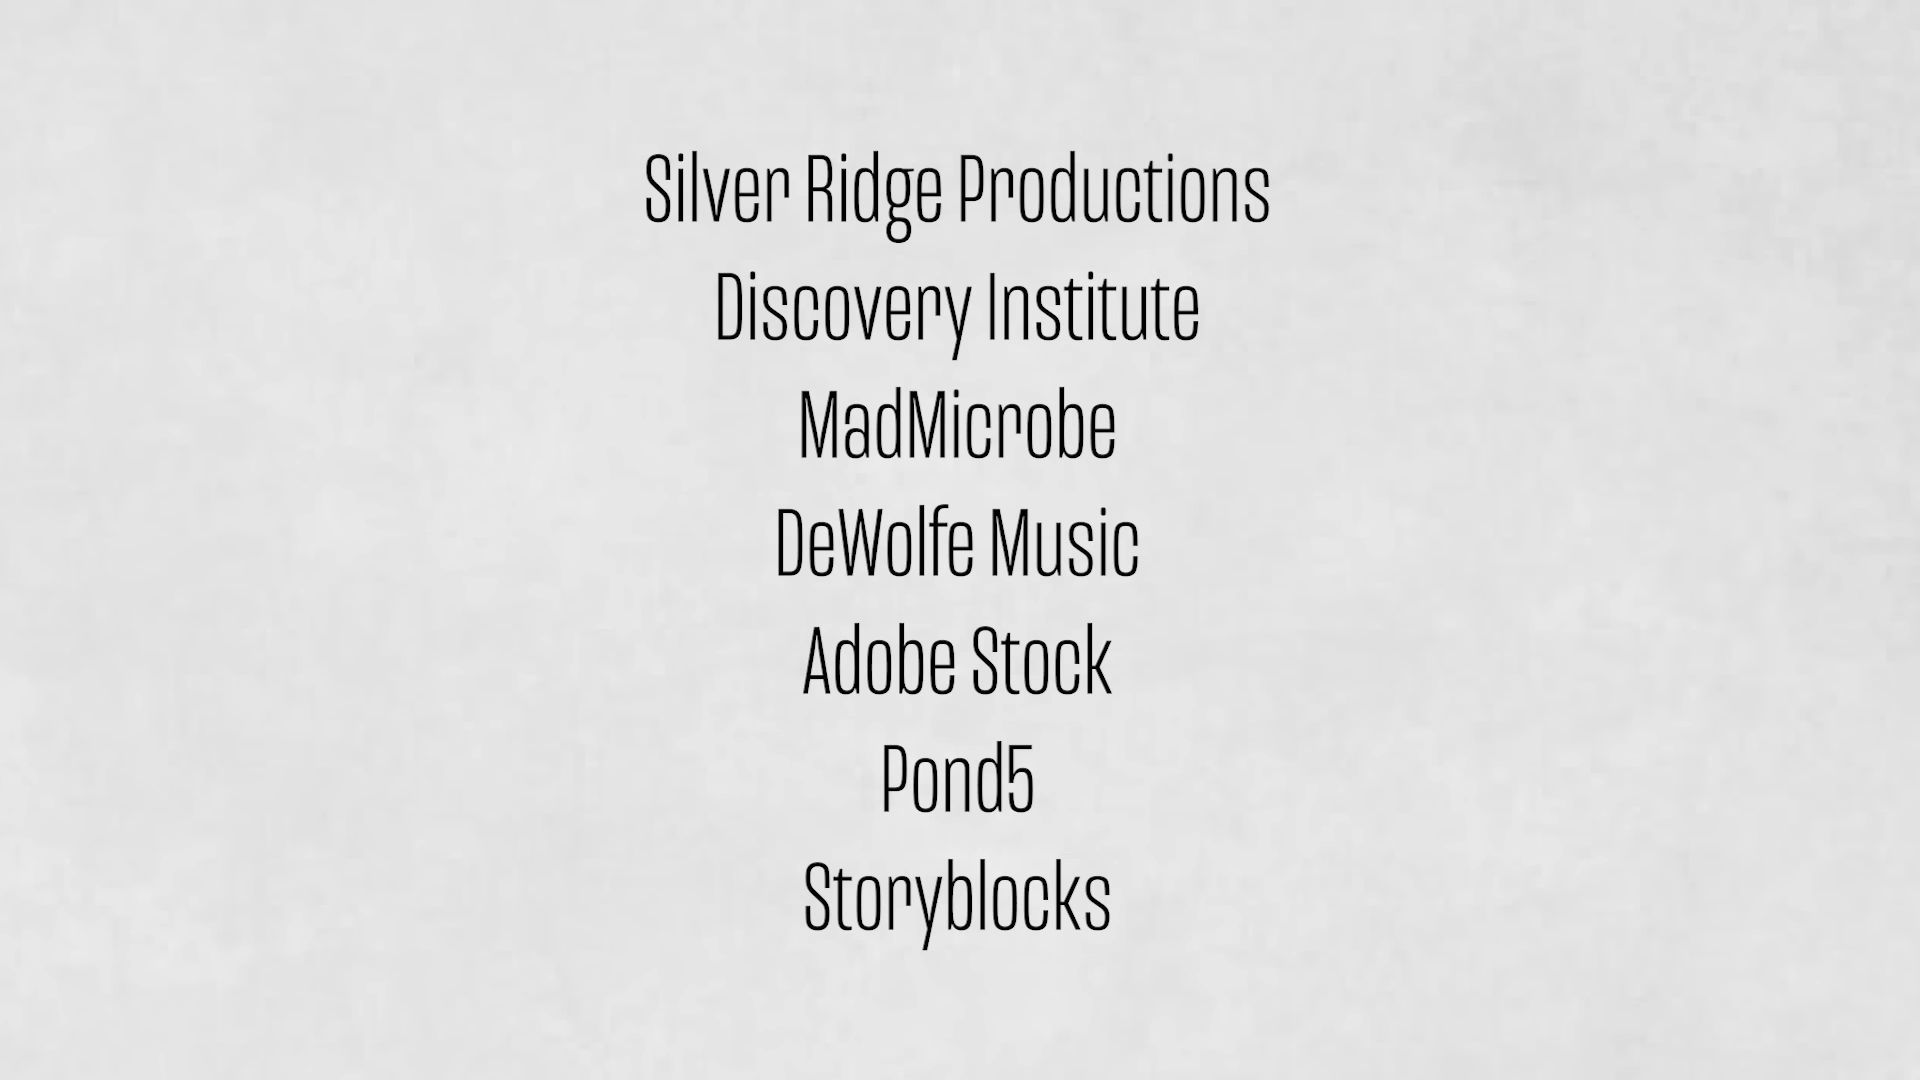 Silver Ridge Productions
Discovery Institute
MadMicrobe
DeWolfe Music
Adobe Stock
Pond5
Storyblocks